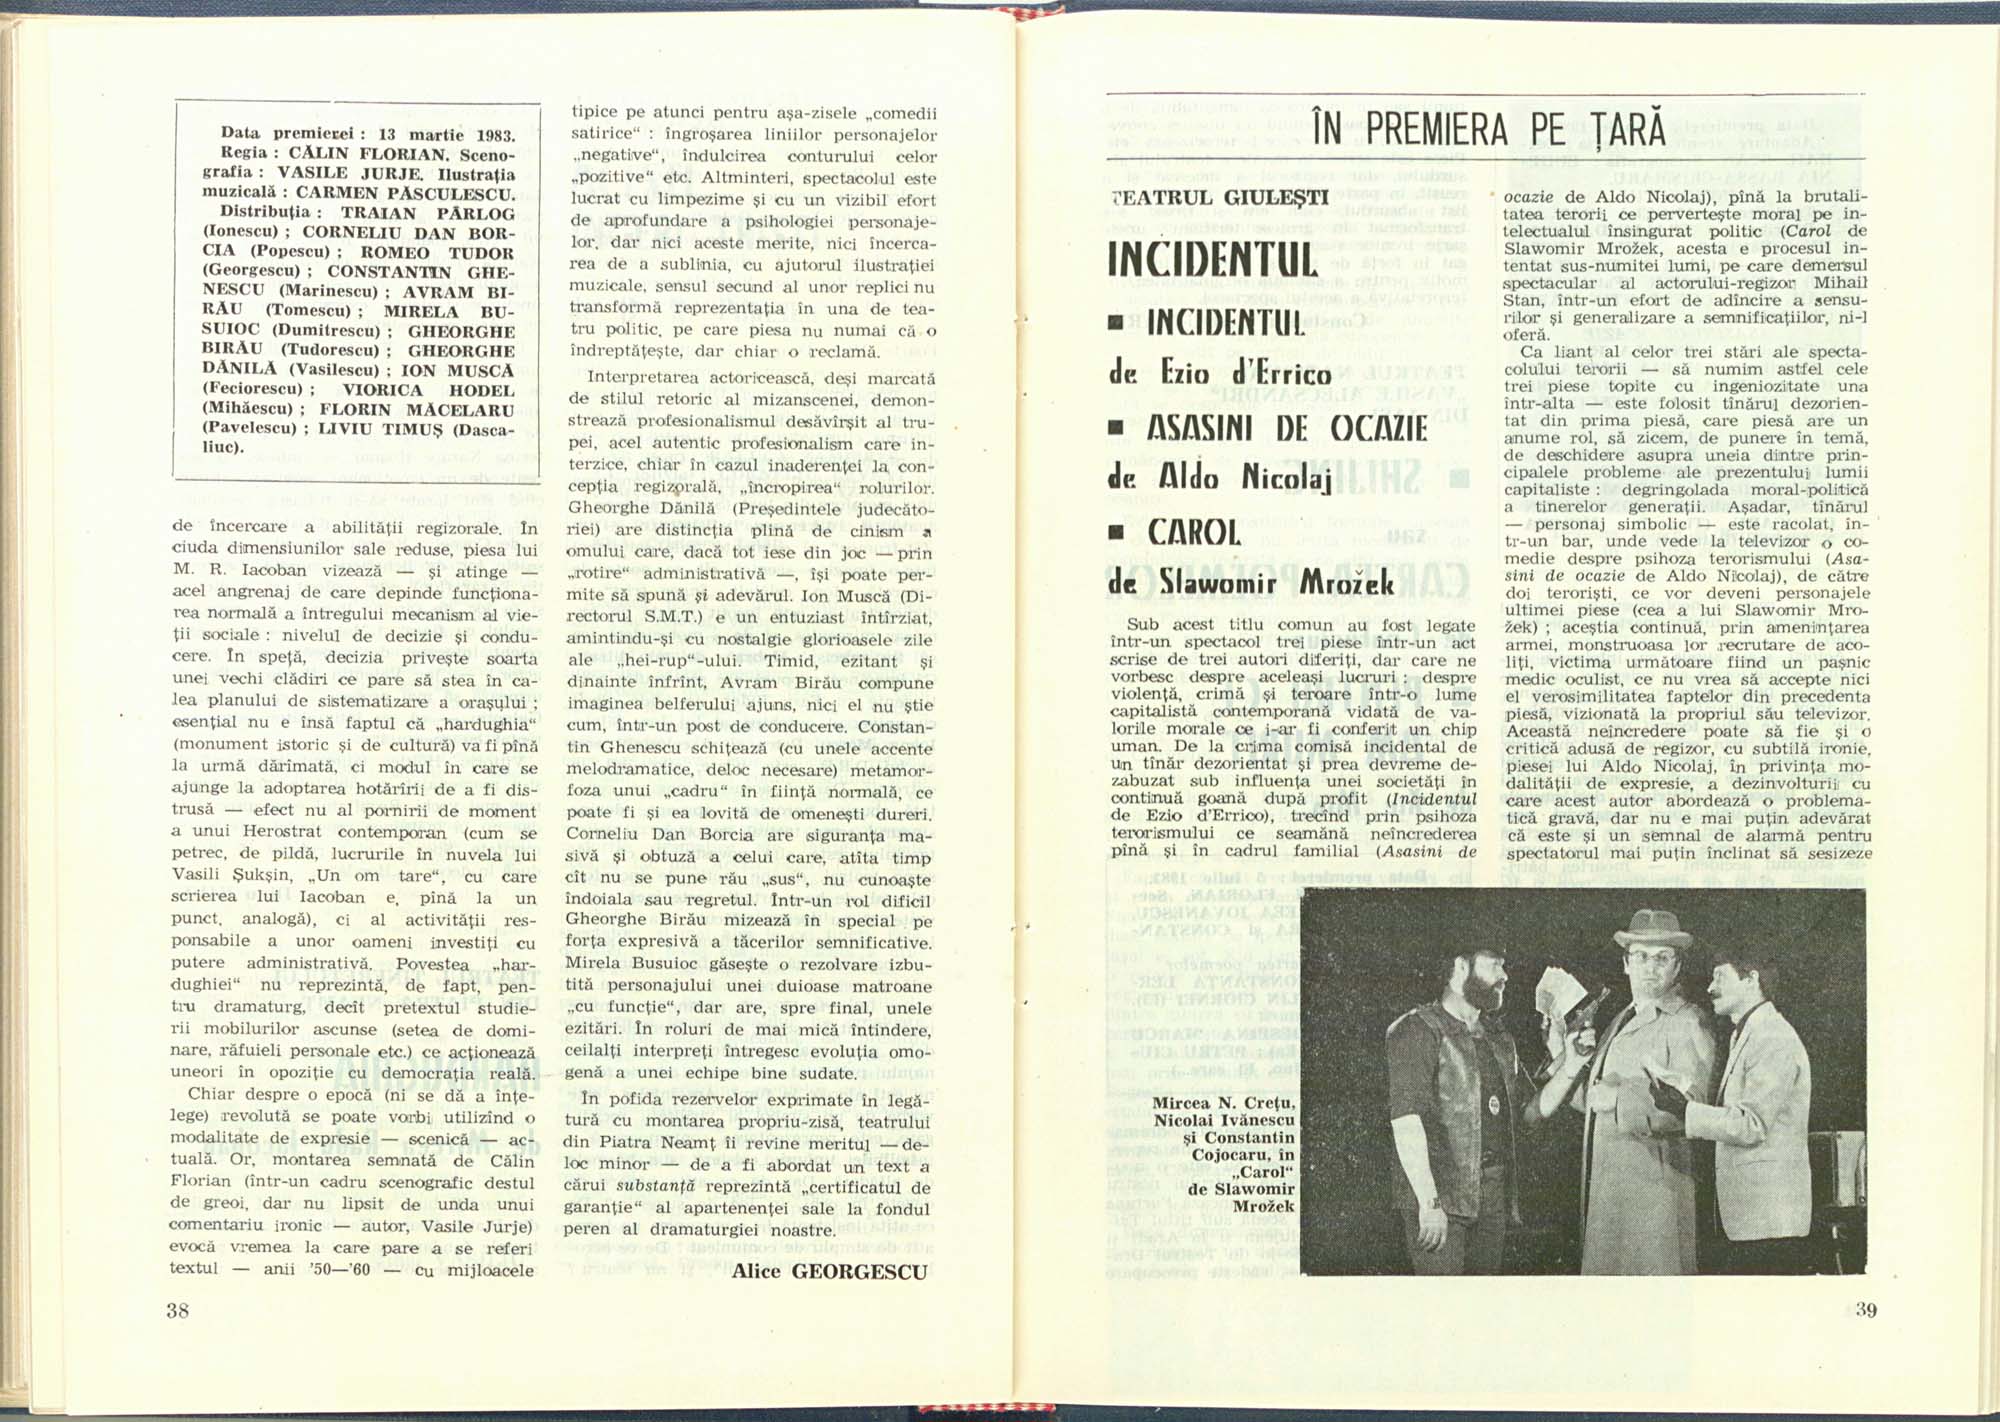 Data premierei : 13 martie 1983.
Regia : CĂLIN FLORIAN. Sceno-
grafia : VASILE JURJE. Ilustrația
muzicală : CARMEN PĂSCULESCU.
Distribuția : TRAIAN PÂRLOG
(Ionescu) ; CORNELIU DAN BOR-
CIA (Popescu) ; ROMEO TUDOR
(Georgescu) ; CONSTANTIN GHE-
NESCU (Marinescu) ; AVRAM BI-
RĂU (Tomescu) ; MIRELA BU-
SUIOC (Dumitrescu) ; GHEORGHE
BIRĂU (Tudorescu) ; GHEORGHE
DĂNILĂ (Vasilescu) ; ION MUSCĂ
(Feciorescu) ; VIORICA HODEL
(Mihăescu) ; FLORIN MĂCELARU
(Pavelescu) ; LIVIU TIMUȘ (Dasca-
liuc).
de încercare a abilității regizorale. În
ciuda dimensiunilor sale reduse, piesa lui
M. R. Iacoban vizează — și atinge —
acel angrenaj de care depinde funcționa-
rea normală a întregului mecanism al vie-
ții sociale : nivelul de decizie și condu-
cere. În speță, decizia privește soarta
unei vechi clădiri ce pare să stea în ca-
lea planului de sistematizare a orașului ;
esențial nu e însă faptul că „hardughia“
(monument istoric și de cultură) va fi pînă
la urmă dărîmată, ci modul în care se
ajunge la adoptarea hotărîrii de a fi dis-
trusă — efect nu al pornirii de moment
a unui Herostrat contemporan (cum se
petrec, de pildă, lucrurile în nuvela lui
Vasili Șukșin, „Un om tare“, cu care
scrierea lui Iacoban e, pînă la un
punct, analogă), ci al activității res-
ponsabile a unor oameni investiți cu
putere administrativă. Povestea „har-
dughiei“ nu reprezintă, de fapt, pen-
tru dramaturg, decît pretextul studie-
rii mobilurilor ascunse (setea de domi-
nare, răfuieli personale etc.) ce acționează
uneori în opoziție cu democrația reală.
Chiar despre o epocă (ni se dă a înțe-
lege) revolută se poate vorbi utilizînd o
modalitate de expresie — scenică — ac-
tuală. Or, montarea semnată de Călin
Florian (într-un cadru scenografic destul
de greoi, dar nu lipsit de unda unui
comentariu ironic — autor, Vasile Jurje)
evocă vremea la care pare a se referi
textul — anii ’50—’60 — cu mijloacele
tipice pe atunci pentru așa-zisele „comedii
satirice“ : îngroșarea liniilor personajelor
„negative“, îndulcirea conturului celor
„pozitive“ etc. Altminteri, spectacolul este
lucrat cu limpezime și cu un vizibil efort
de aprofundare a psihologiei personaje-
lor, dar nici aceste merite, nici încerca-
rea de a sublinia, cu ajutorul ilustrației
muzicale, sensul secund al unor replici nu
transformă reprezentația în una de tea-
tru politic, pe care piesa nu numai că o
îndreptățește, dar chiar o reclamă.
Interpretarea actoricească, deși marcată
de stilul retoric al mizanscenei, demon-
strează profesionalismul desăvîrșit al tru-
pei, acel autentic profesionalism care in-
terzice, chiar în cazul inaderenței la con-
cepția regizorală, „încropirea“ rolurilor.
Gheorghe Dănilă (Președintele judecăto-
riei) are distincția plină de cinism a
omului care, dacă tot iese din joc — prin
„rotire“ administrativă —, își poate per-
mite să spună și adevărul. Ion Muscă (Di-
rectorul S.M.T.) e un entuziast întîrziat,
amintindu-și cu nostalgie glorioasele zile
ale „hei-rup“-ului. Timid, ezitant și
dinainte înfrînt, Avram Birău compune
imaginea belferului ajuns, nici el nu știe
cum, într-un post de conducere. Constan-
tin Ghenescu schițează (cu unele accente
melodramatice, deloc necesare) metamor-
foza unui „cadru“ în ființă normală, ce
poate fi și ea lovită de omenești dureri.
Corneliu Dan Borcia are siguranța ma-
sivă și obtuză a celui care, atîta timp
cît nu se pune rău „sus“, nu cunoaște
îndoiala sau regretul. Într-un rol dificil
Gheorghe Birău mizează în special pe
forța expresivă a tăcerilor semnificative.
Mirela Busuioc găsește o rezolvare izbu-
tită personajului unei duioase matroane
„cu funcție“, dar are, spre final, unele
ezitări. În roluri de mai mică întindere,
ceilalți interpreți întregesc evoluția omo-
genă a unei echipe bine sudate.
În pofida rezervelor exprimate în legă-
tură cu montarea propriu-zisă, teatrului
din Piatra Neamț îi revine meritul — de-
loc minor — de a fi abordat un text a
cărui substanță reprezintă „certificatul de
garanție“ al apartenenței sale la fondul
peren al dramaturgiei noastre.
Alice GEORGESCU
38
ÎN PREMIERA PE ȚARĂ
TEATRUL GIULEȘTI
INCIDENTUL
■ INCIDENTUL
de Ezio d’Errico
■ ASASINI DE OCAZIE
de Aldo Nicolaj
■ CAROL
de Slawomir Mrožek
Sub acest titlu comun au fost legate
într-un spectacol trei piese într-un act
scrise de trei autori diferiți, dar care ne
vorbesc despre aceleași lucruri : despre
violență, crimă și teroare într-o lume
capitalistă contemporană vidată de va-
lorile morale ce i-ar fi conferit un chip
uman. De la crima comisă incidental de
un tînăr dezorientat și prea devreme de-
zabuzat sub influența unei societăți în
continuă goană după profit (Incidentul
de Ezio d’Errico), trecînd prin psihoza
terorismului ce seamănă neîncrederea
pînă și în cadrul familial (Asasini de
ocazie de Aldo Nicolaj), pînă la brutali-
tatea terorii ce pervertește moral pe in-
telectualul însingurat politic (Carol de
Slawomir Mrožek, acesta e procesul in-
tentat sus-numitei lumi, pe care demersul
spectacular al actorului-regizor Mihail
Stan, într-un efort de adîncire a sensu-
rilor și generalizare a semnificațiilor, ni-l
oferă.
Ca liant al celor trei stări ale specta-
colului terorii — să numim astfel cele
trei piese topite cu ingeniozitate una
într-alta — este folosit tînărul dezorien-
tat din prima piesă, care piesă are un
anume rol, să zicem, de punere în temă,
de deschidere asupra uneia dintre prin-
cipalele probleme ale prezentului lumii
capitaliste : degringolada moral-politică
a tinerelor generații. Așadar, tînărul
— personaj simbolic — este racolat, în-
tr-un bar, unde vede la televizor o co-
medie despre psihoza terorismului (Asa-
sini de ocazie de Aldo Nicolaj), de către
doi teroriști, ce vor deveni personajele
ultimei piese (cea a lui Slawomir Mro-
žek) ; aceștia continuă, prin amenințarea
armei, monstruoasa lor recrutare de aco-
liți, victima următoare fiind un pașnic
medic oculist, ce nu vrea să accepte nici
el verosimilitatea faptelor din precedenta
piesă, vizionată la propriul său televizor.
Această neîncredere poate să fie și o
critică adusă de regizor, cu subtilă ironie,
piesei lui Aldo Nicolaj, în privința mo-
dalității de expresie, a dezinvolturii cu
care acest autor abordează o problema-
tică gravă, dar nu e mai puțin adevărat
că este și un semnal de alarmă pentru
spectatorul mai puțin înclinat să sesizeze
Mircea N. Crețu,
Nicolai Ivănescu
și Constantin
Cojocaru, în
„Carol“
de Slawomir
Mrožek
39